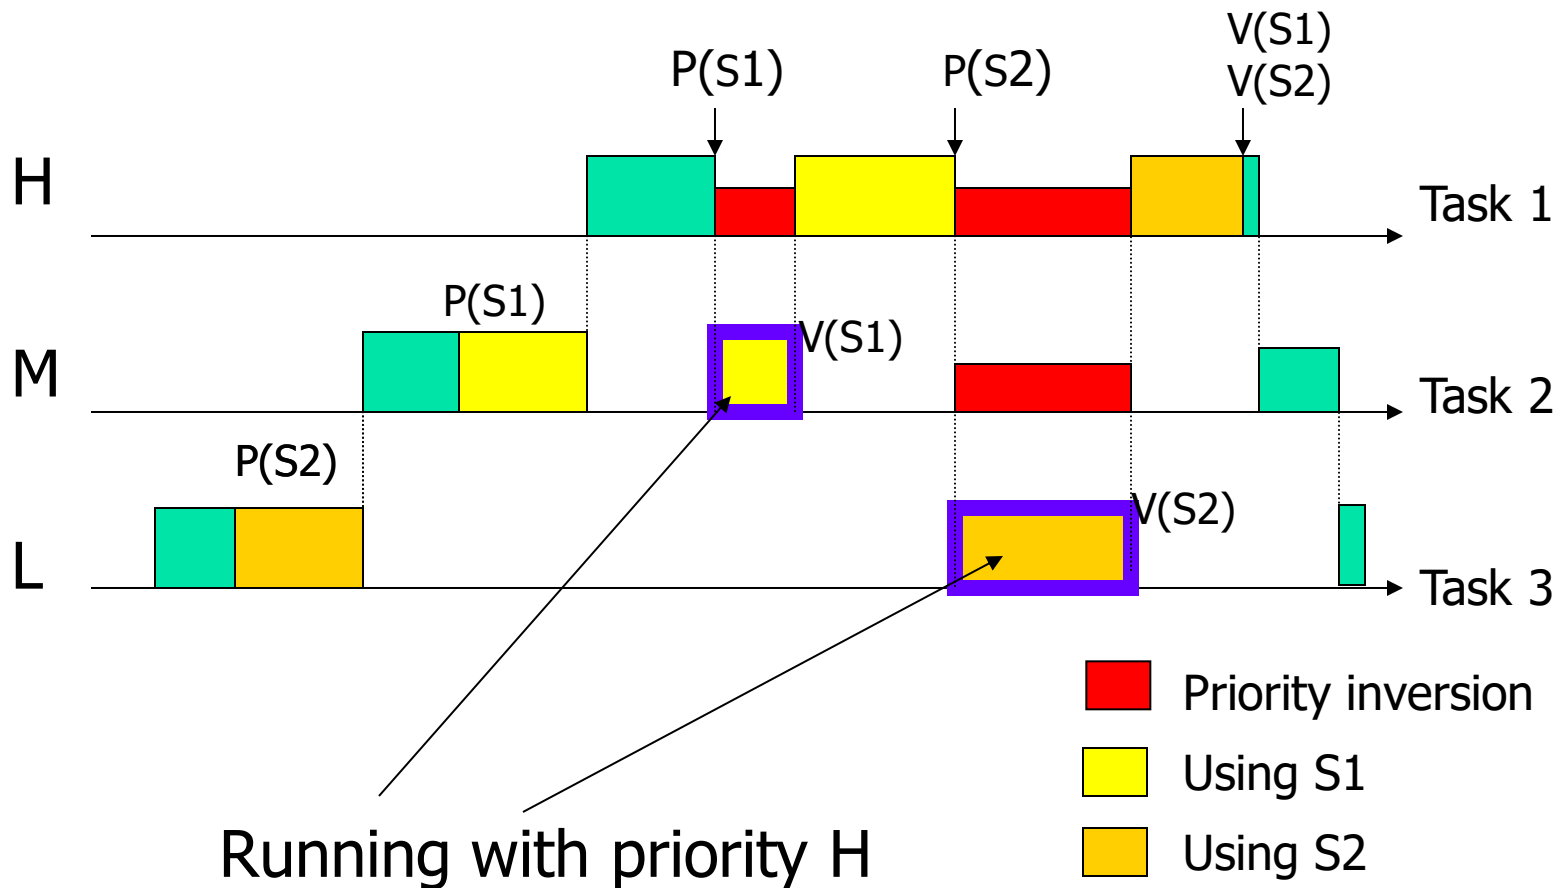 V(S1)
P(S1)
P(S2)
V(S2)
H
Task 1
P(S1)
V(S1)
M
Task 2
P(S2)
V(S2)
L
Task 3
Priority inversion
Using S1
Running with priority H
Using S2